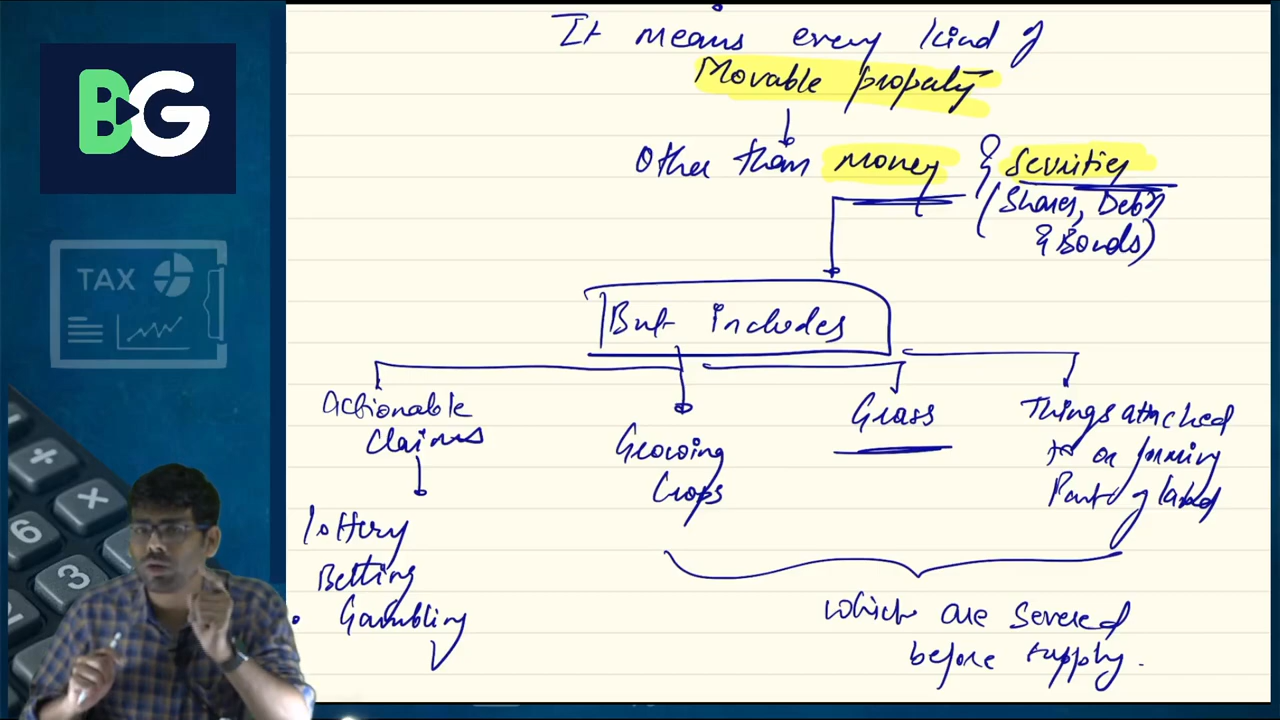 BG
TAX
It means every kind of
Movable property
Other than money & Securities
(Shares, Deb's
& Bonds)
But includes
Actionable
Claims
Growing
Crops
Grass
Things attached
to or forming
Part of land
lottery
Betting
Gambling
which are severed
before supply.